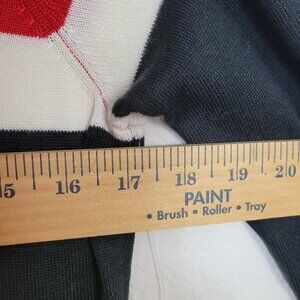 5 16 17 18 19 20
PAINT
• Brush • Roller • Tray